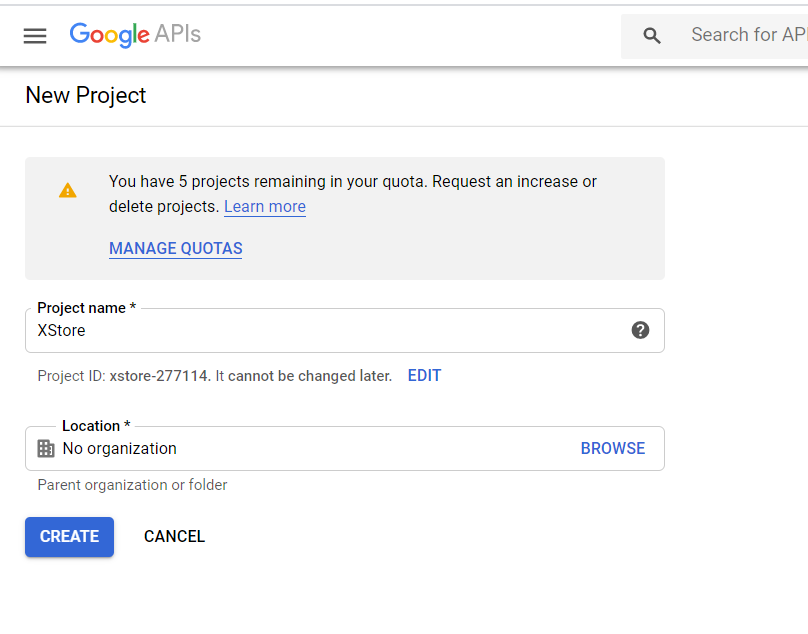 Google APIs
Search for API
New Project
You have 5 projects remaining in your quota. Request an increase or
delete projects. Learn more
MANAGE QUOTAS
Project name *
XStore
Project ID: xstore-277114. It cannot be changed later. EDIT
Location *
No organization BROWSE
Parent organization or folder
CREATE CANCEL